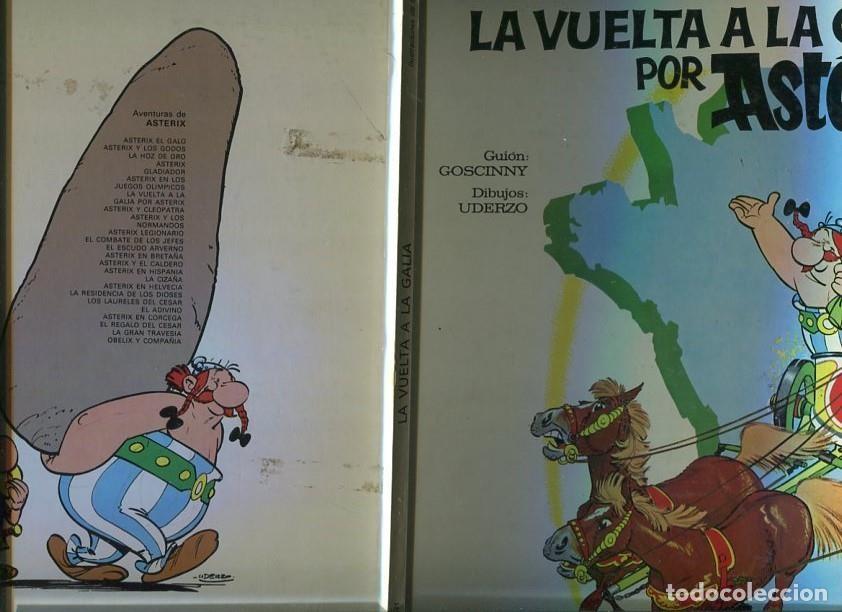 Aventuras de
ASTERIX
ASTERIX EL GALO
ASTERIX Y LOS GODOS
LA HOZ DE ORO
ASTERIX
GLADIADOR
ASTERIX EN LOS
JUEGOS OLIMPICOS
LA VUELTA A LA
GALIA POR ASTERIX
ASTERIX Y CLEOPATRA
ASTERIX Y LOS
NORMANDOS
ASTERIX LEGIONARIO
EL COMBATE DE LOS JEFES
EL ESCUDO ARVERNO
ASTERIX EN BRETAÑA
ASTERIX Y EL CALDERO
ASTERIX EN HISPANIA
LA CIZAÑA
ASTERIX EN HELVECIA
LA RESIDENCIA DE LOS DIOSES
LOS LAURELES DEL CESAR
EL ADIVINO
ASTERIX EN CORCEGA
EL REGALO DEL CESAR
LA GRAN TRAVESIA
OBELIX Y COMPAÑIA
UDERZO
LA VUELTA A LA GALIA
LA VUELTA A LA
POR Asté
Guión:
GOSCINNY
Dibujos:
UDERZO
todocoleccion